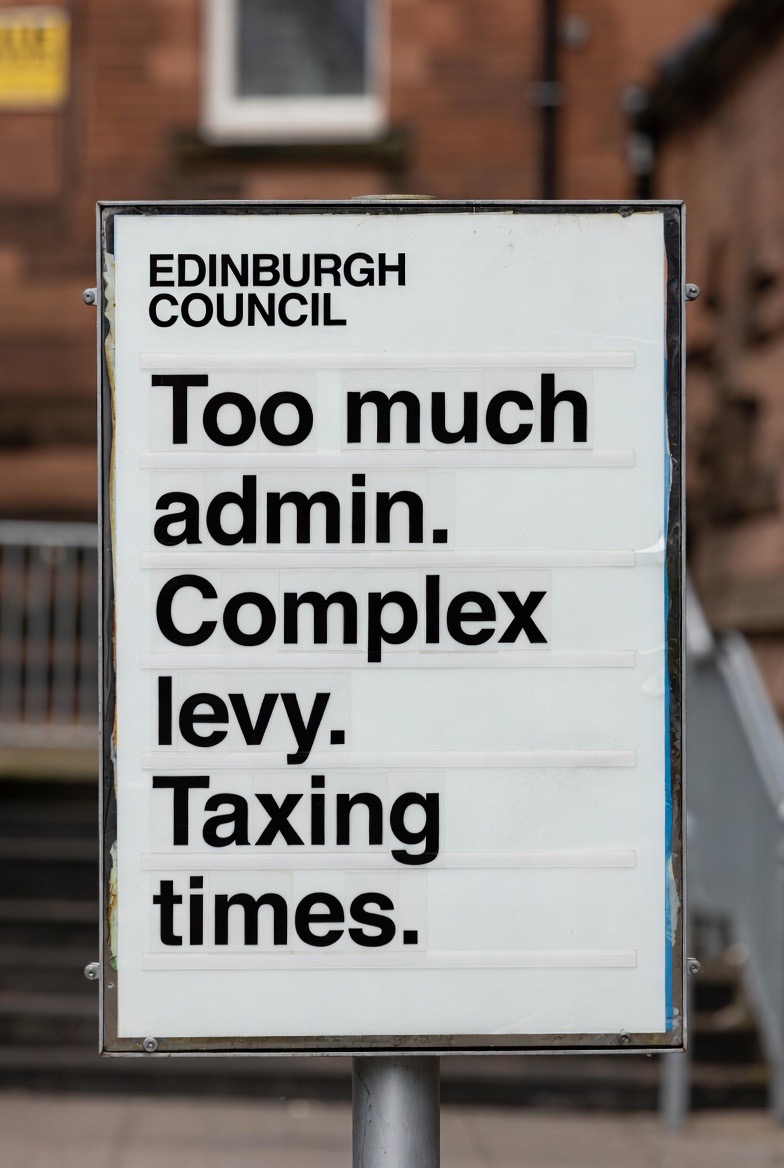 EDINBURGH
COUNCIL
Too much
admin.
Complex
levy.
Taxing
times.